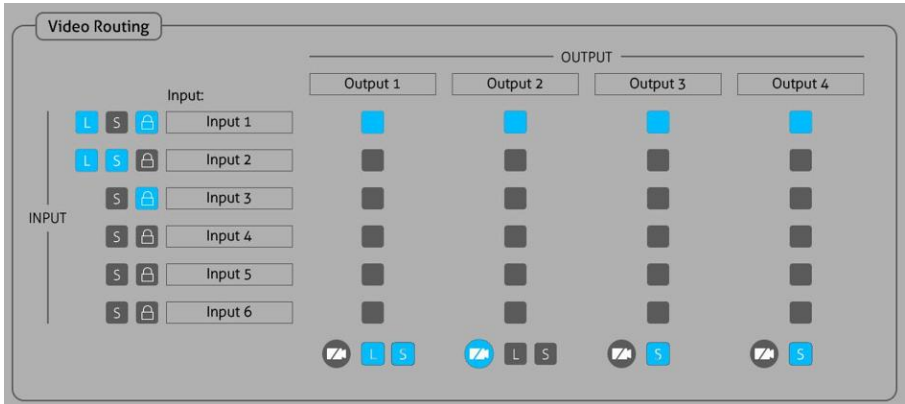 Video Routing
OUTPUT
Output 1 Output 2 Output 3 Output 4
Input:
L S Input 1
L S Input 2
S Input 3
INPUT
S Input 4
S Input 5
S Input 6
L S L S S S